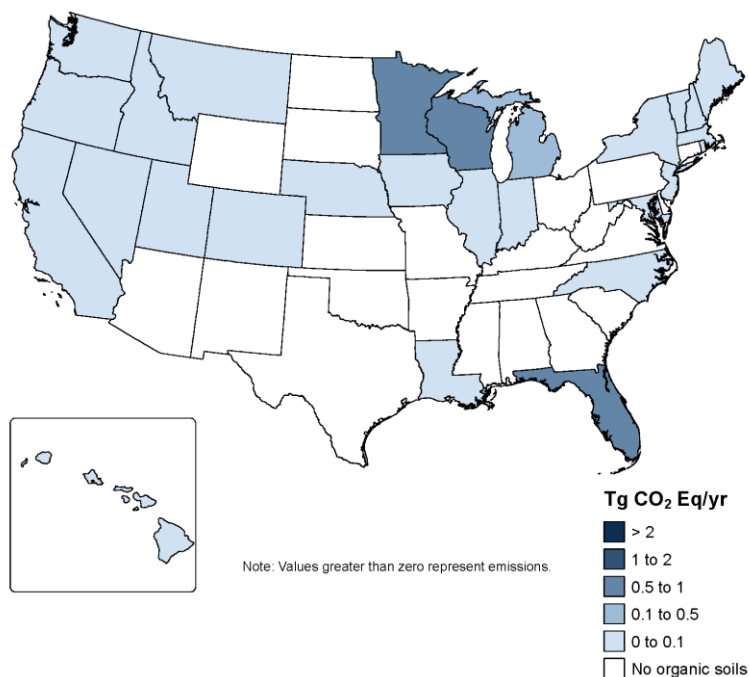 Note: Values greater than zero represent emissions.
Tg CO₂ Eq/yr
> 2
1 to 2
0.5 to 1
0.1 to 0.5
0 to 0.1
No organic soils